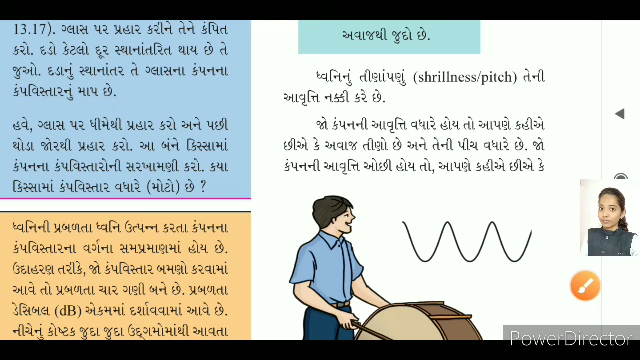 13.17). ગ્લાસ પર પ્રહાર કરીને તેને કંપિત
કરો. દડો કેટલો દૂર સ્થાનાંતરિત થાય છે તે
જુઓ. દડાનું સ્થાનાંતર તે ગ્લાસના કંપનના
કંપવિસ્તારનું માપ છે.
હવે, ગ્લાસ પર ધીમેથી પ્રહાર કરો અને પછી
થોડા જોરથી પ્રહાર કરો. આ બંને કિસ્સામાં
કંપનના કંપવિસ્તારોની સરખામણી કરો. કયા
કિસ્સામાં કંપવિસ્તાર વધારે (મોટો) છે ?
ધ્વનિની પ્રબળતા ધ્વનિ ઉત્પન્ન કરતા કંપનના
કંપવિસ્તારના વર્ગના સમપ્રમાણમાં હોય છે.
ઉદાહરણ તરીકે, જો કંપવિસ્તાર બમણો કરવામાં
આવે તો પ્રબળતા ચાર ગણી બને છે. પ્રબળતા
ડેસિબલ (dB) એકમમાં દર્શાવવામાં આવે છે.
નીચેનું કોષ્ટક જુદા જુદા ઉદ્ગમોમાંથી આવતા
અવાજથી જુદો છે.
ધ્વનિનું તીણાંપણું (shrillness/pitch) તેની
આવૃત્તિ નક્કી કરે છે.
જો કંપનની આવૃત્તિ વધારે હોય તો આપણે કહીએ
છીએ કે અવાજ તીણો છે અને તેની પીચ વધારે છે. જો
કંપનની આવૃત્તિ ઓછી હોય તો, આપણે કહીએ છીએ કે
PowerDirector